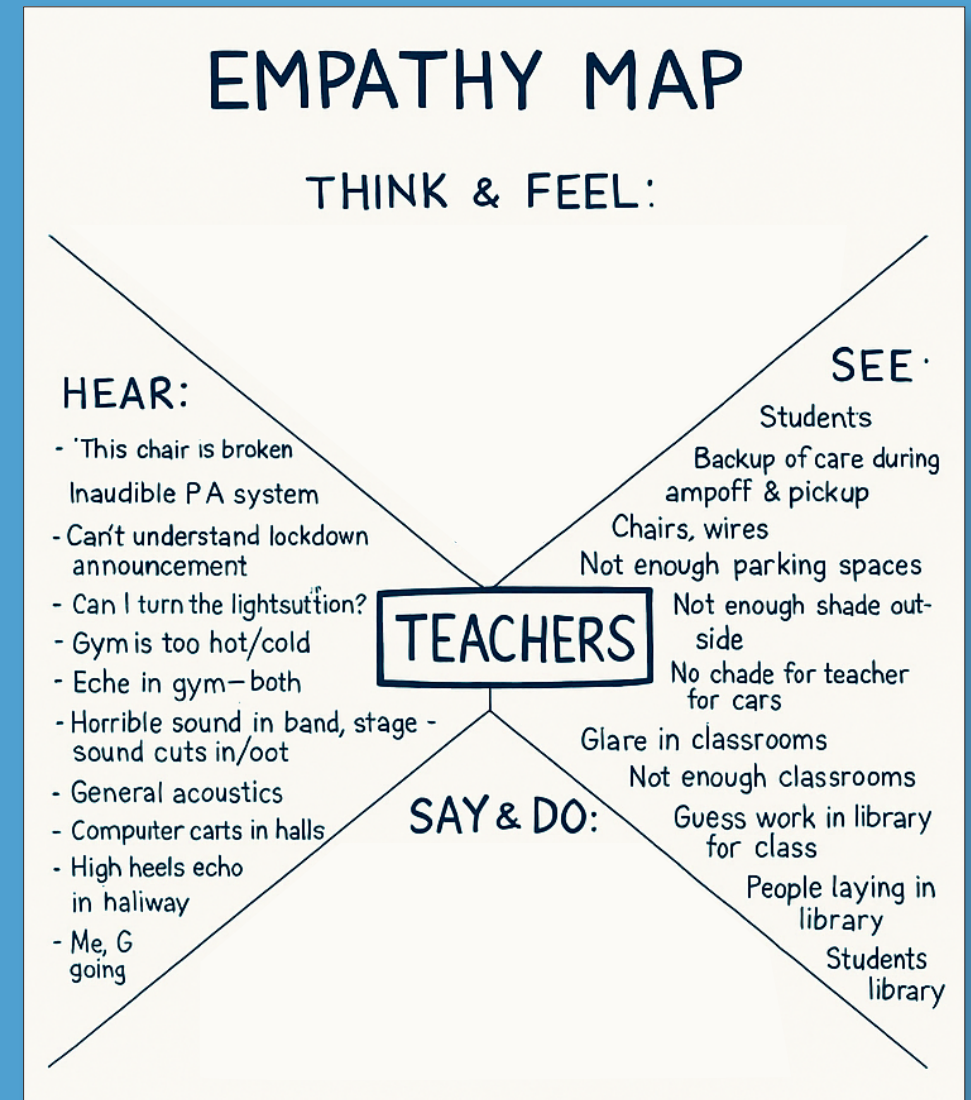 EMPATHY MAP
THINK & FEEL:
HEAR:
- 'This chair is broken
Inaudible PA system
- Can't understand lockdown
announcement
- Can I turn the lightsuttion?
- Gym is too hot/cold
- Eche in gym—both
- Horrible sound in band, stage -
sound cuts in/oot
- General acoustics
- Computer carts in halls
- High heels echo
in haliway
- Me, G
going
SEE·
Students
Backup of care during
ampoff & pickup
Chairs, wires
Not enough parking spaces
Not enough shade out-
side
No chade for teacher
for cars
Glare in classrooms
Not enough classrooms
Guess work in library
for class
People laying in
library
Students
library
TEACHERS
SAY & DO: